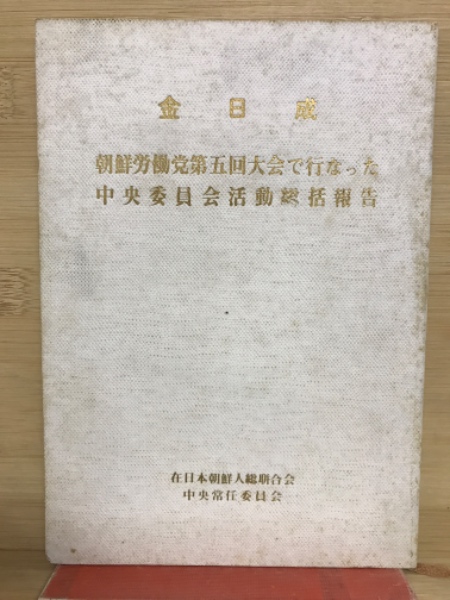 金日成
朝鮮労働党第五回大会で行なった
中央委員会活動総括報告
在日本朝鮮人総聯合会
中央常任委員会